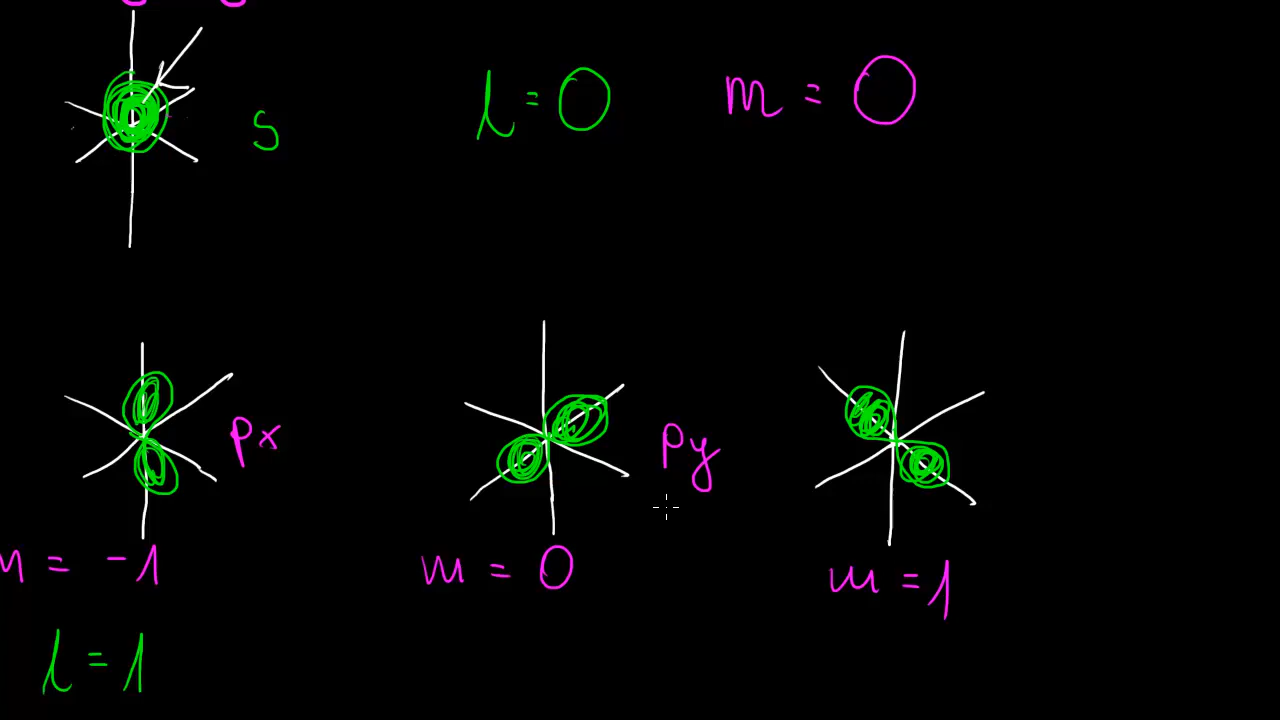 s l = 0 m = 0
px py
m = -1 m = 0 m = 1
l = 1